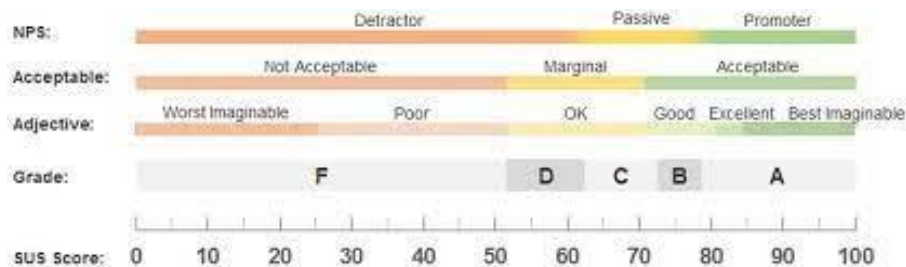 NPS: Detractor Passive Promoter
Acceptable: Not Acceptable Marginal Acceptable
Adjective: Worst Imaginable Poor OK Good Excellent Best Imaginable
Grade: F D C B A
SUS Score: 0 10 20 30 40 50 60 70 80 90 100